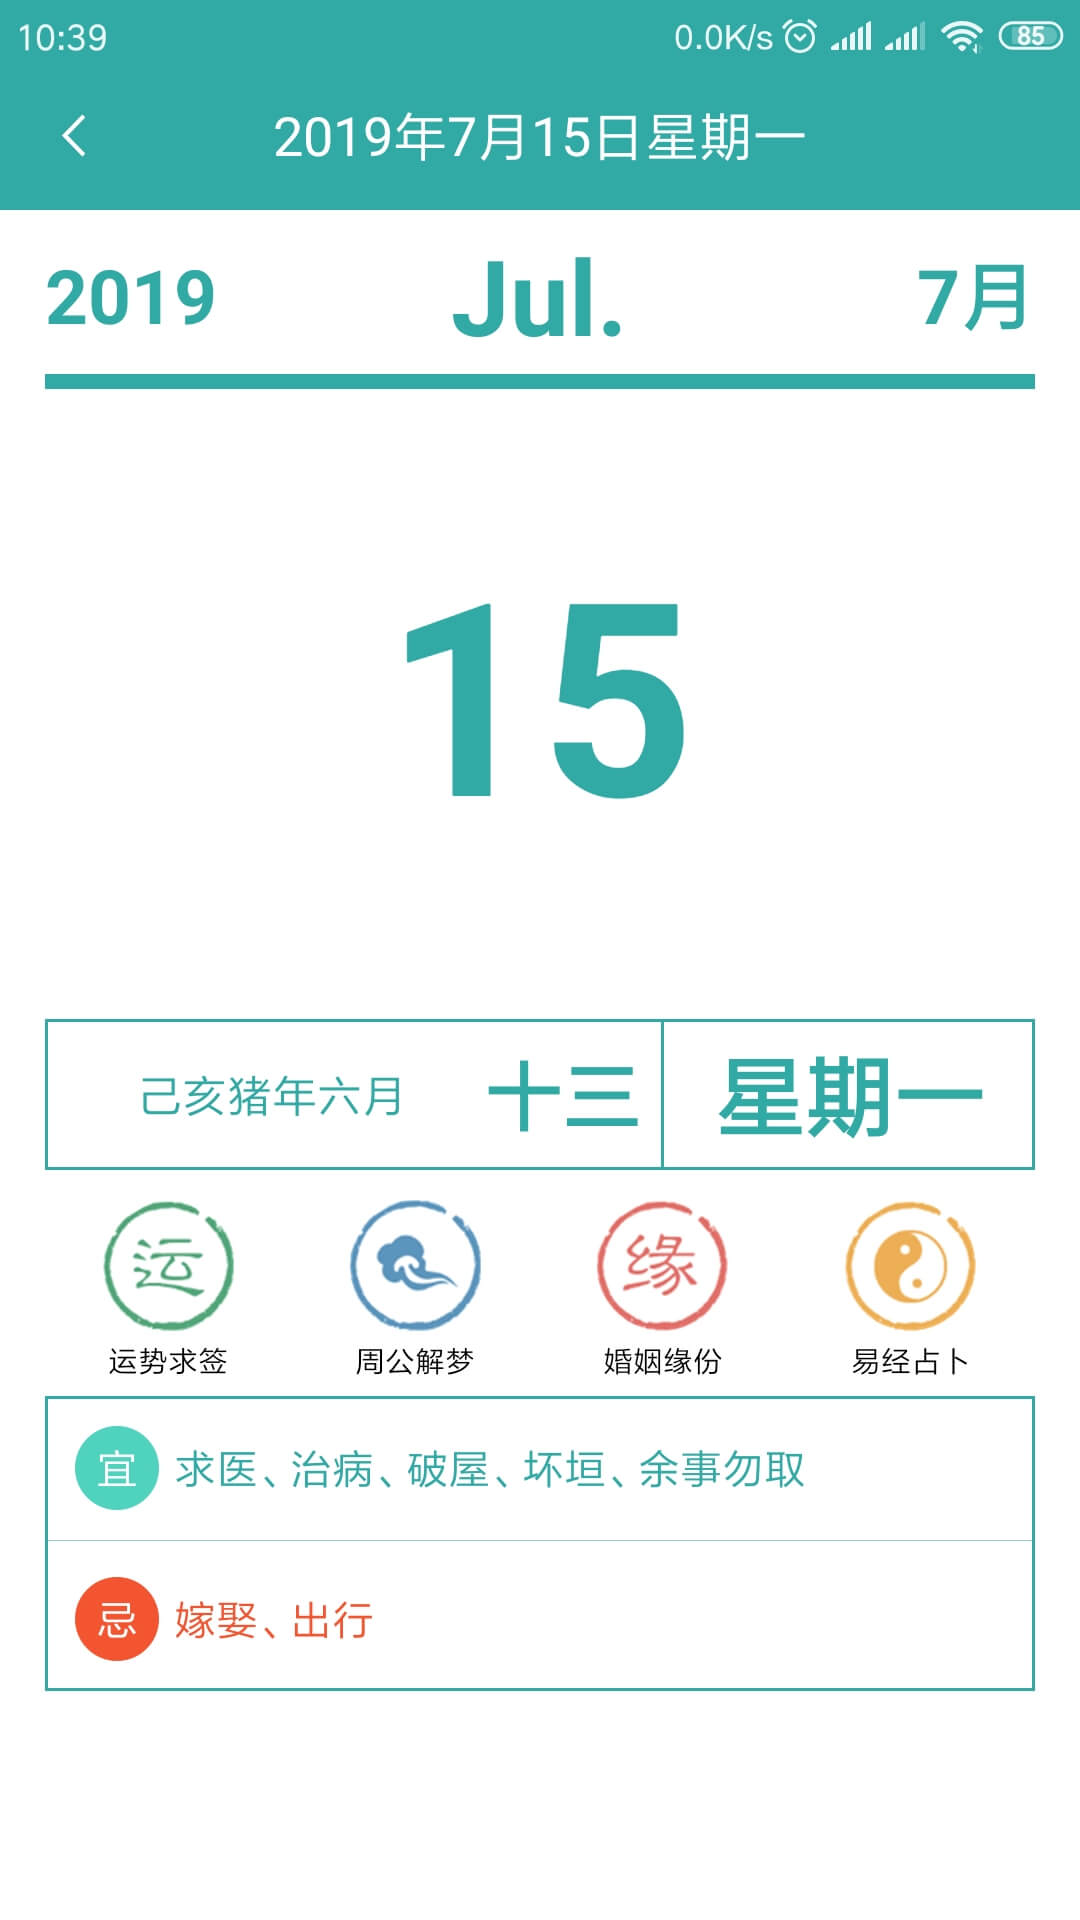 10:39 0.0K/s 85
2019年7月15日星期一
2019 Jul. 7月
15
己亥猪年六月 十三 星期一
运 缘
运势求签 周公解梦 婚姻缘份 易经占卜
宜 求医、治病、破屋、坏垣、余事勿取
忌 嫁娶、出行